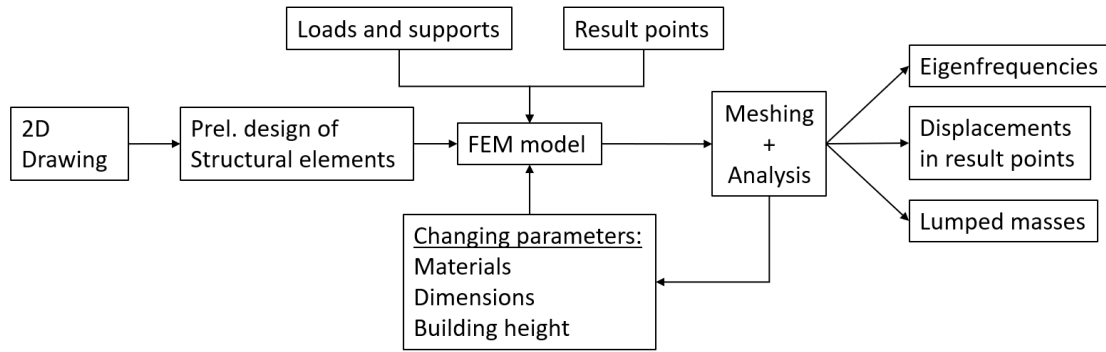 Loads and supports
Result points
2D
Drawing
Prel. design of
Structural elements
FEM model
Meshing
+
Analysis
Eigenfrequencies
Displacements
in result points
Lumped masses
Changing parameters:
Materials
Dimensions
Building height